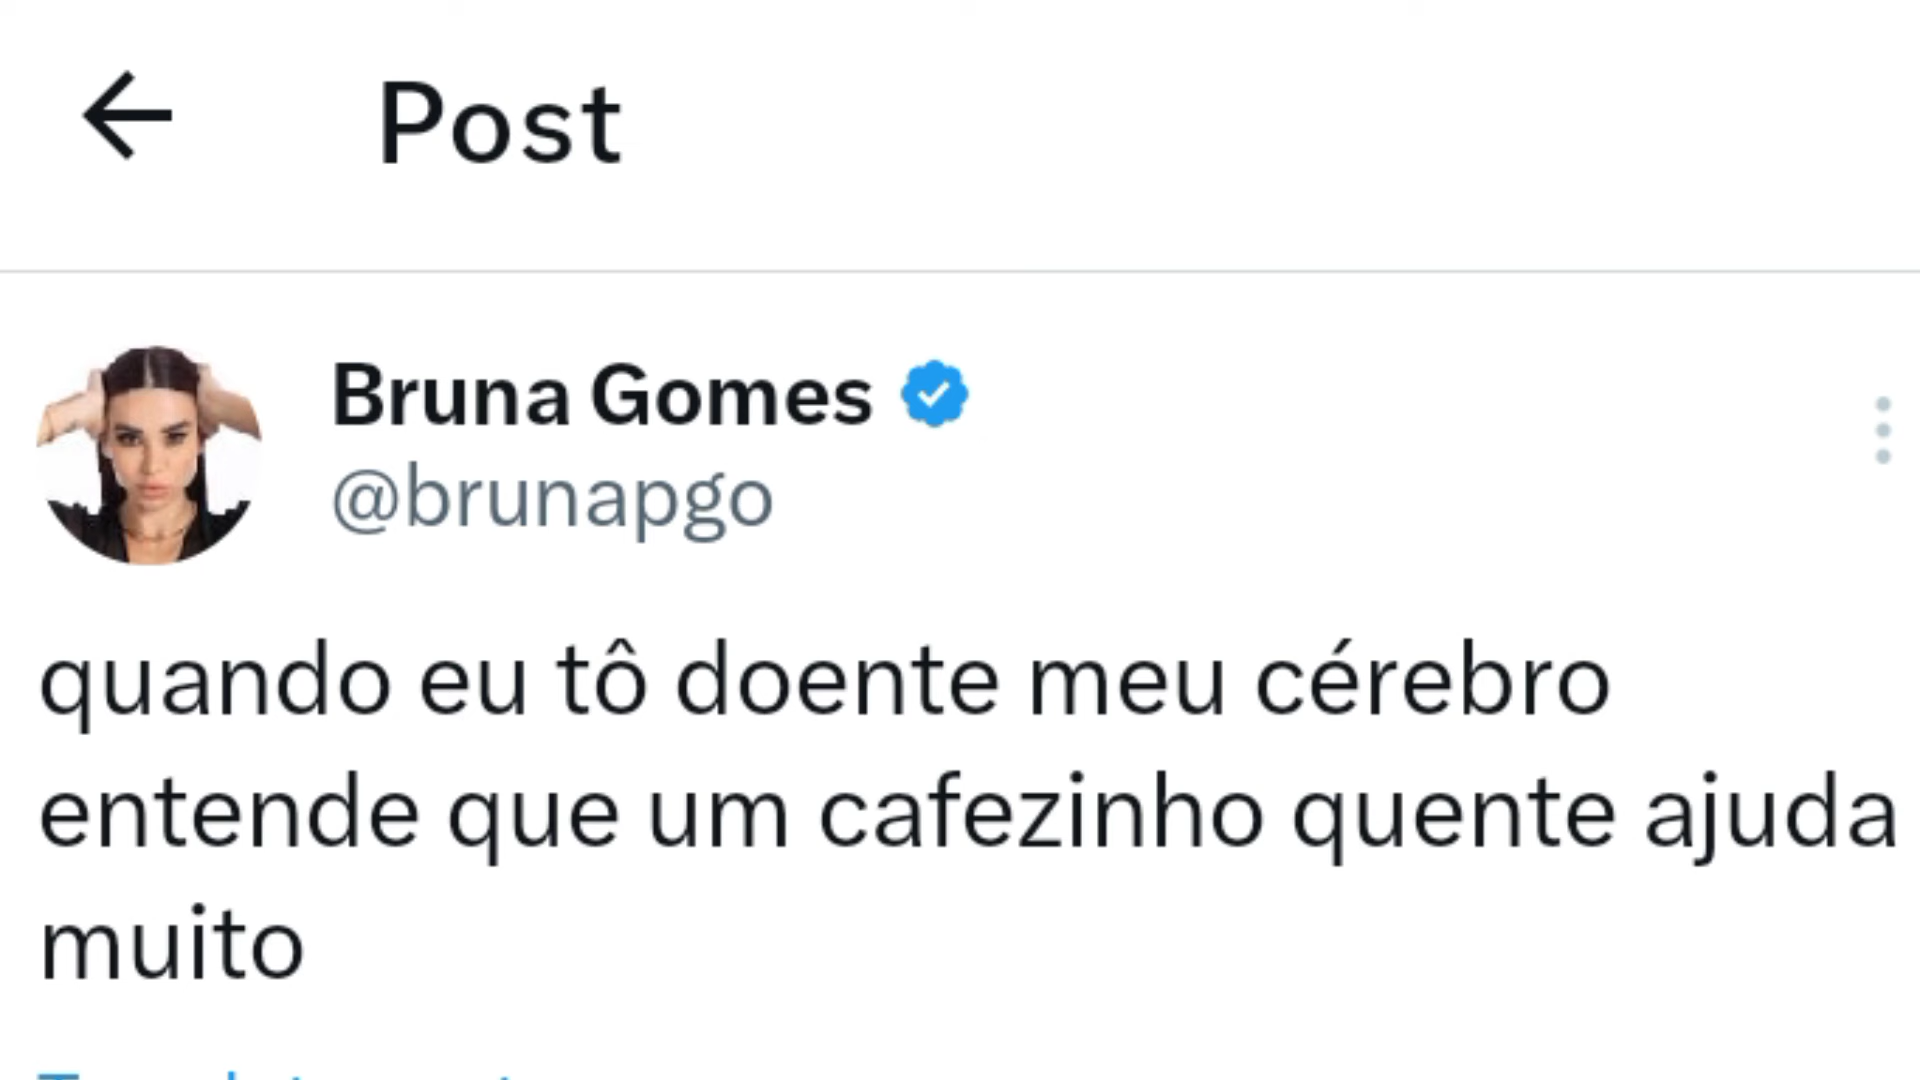 Post
Bruna Gomes
@brunapgo
quando eu tô doente meu cérebro
entende que um cafezinho quente ajuda
muito